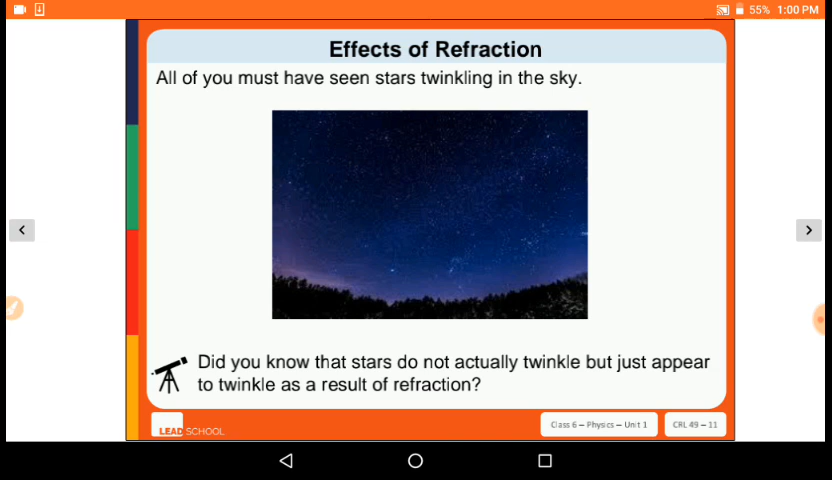 55% 1:00 PM
Effects of Refraction
All of you must have seen stars twinkling in the sky.
Did you know that stars do not actually twinkle but just appear
to twinkle as a result of refraction?
LEAD SCHOOL
Class 6 – Physics – Unit 1
CRL 49 – 11